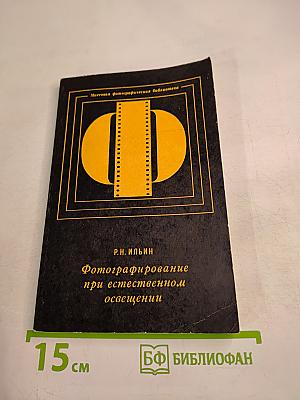 Массовая фотографическая библиотека
Р.Н. ИЛЬИН
Фотографирование
при естественном
освещении
15 см
БФ БИБЛИОФАН